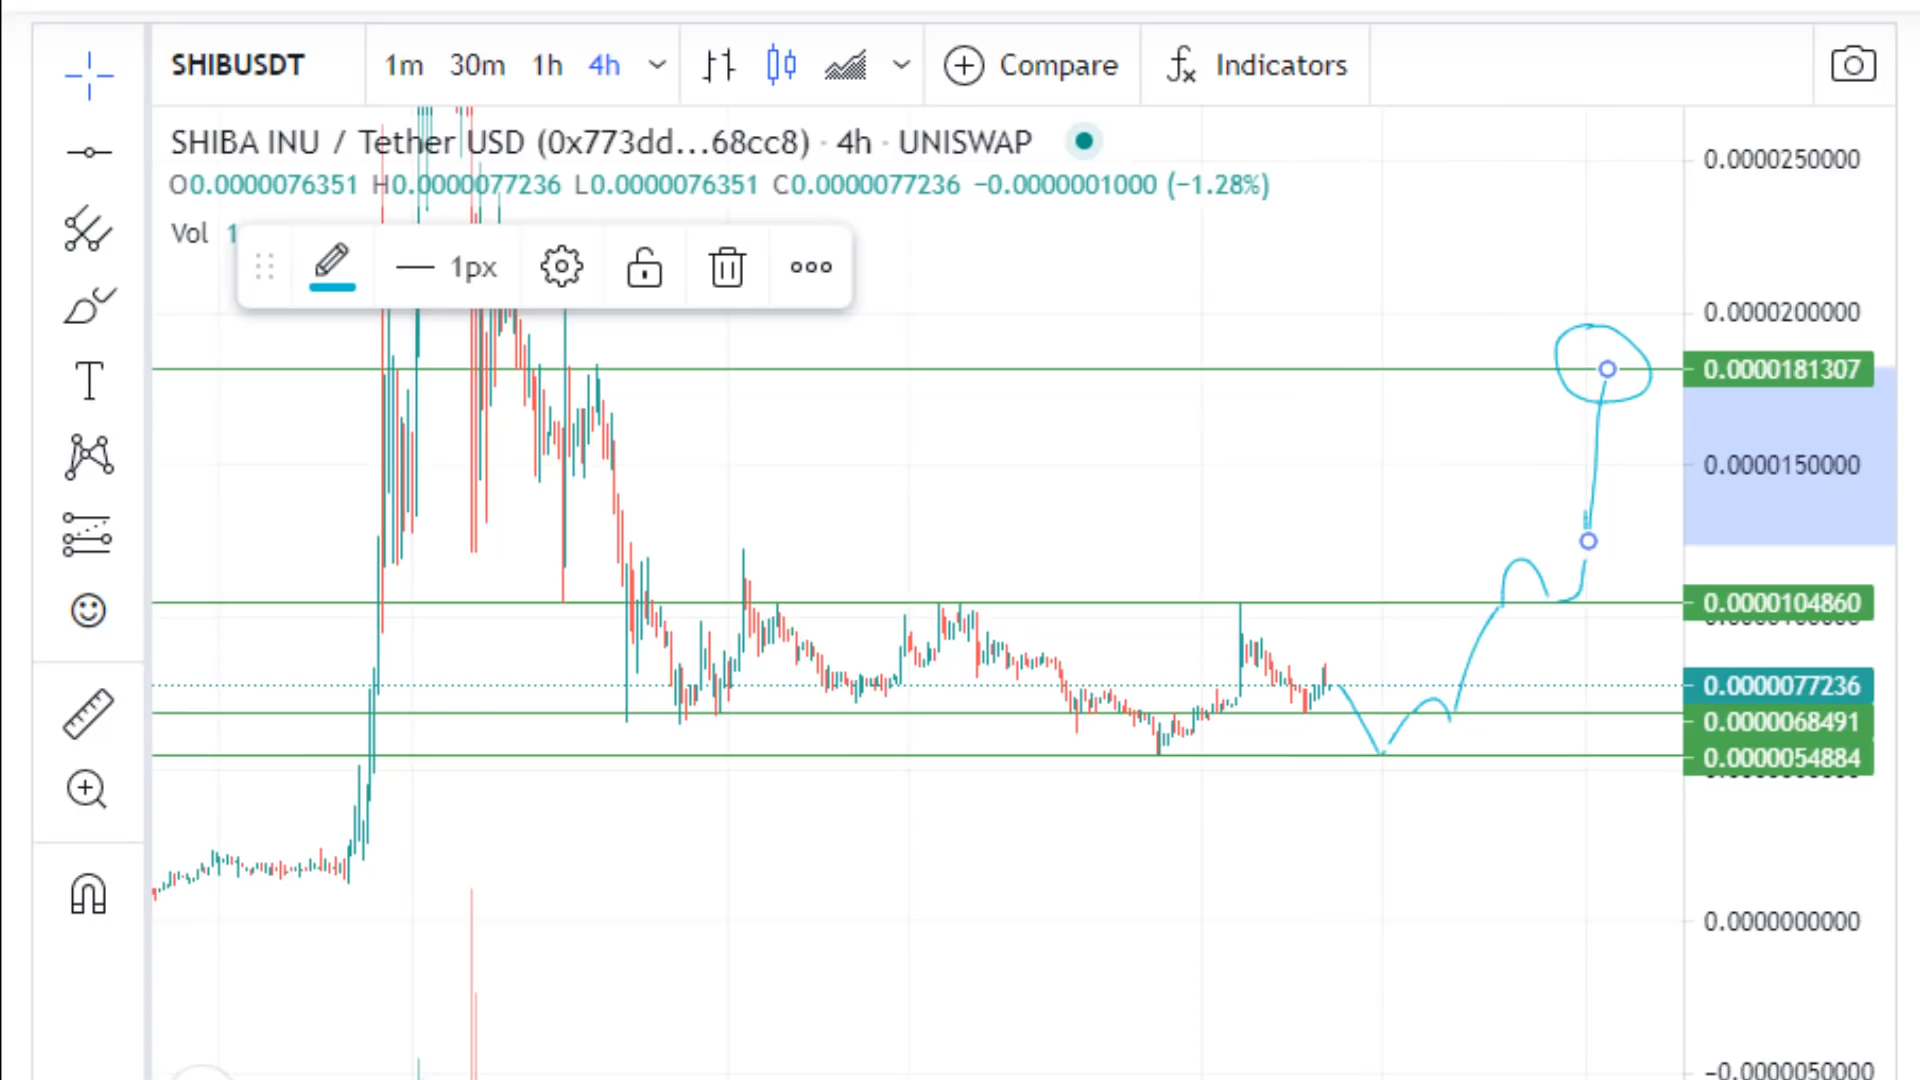 SHIBUSDT 1m 30m 1h 4h Compare Indicators
SHIBA INU / Tether USD (0x773dd...68cc8) · 4h · UNISWAP
O0.0000076351 H0.0000077236 L0.0000076351 C0.0000077236 −0.0000001000 (−1.28%)
Vol 1
1px
0.0000250000
0.0000200000
0.0000181307
0.0000150000
0.0000104860
0.0000077236
0.0000068491
0.0000054884
0.0000000000
−0.0000050000